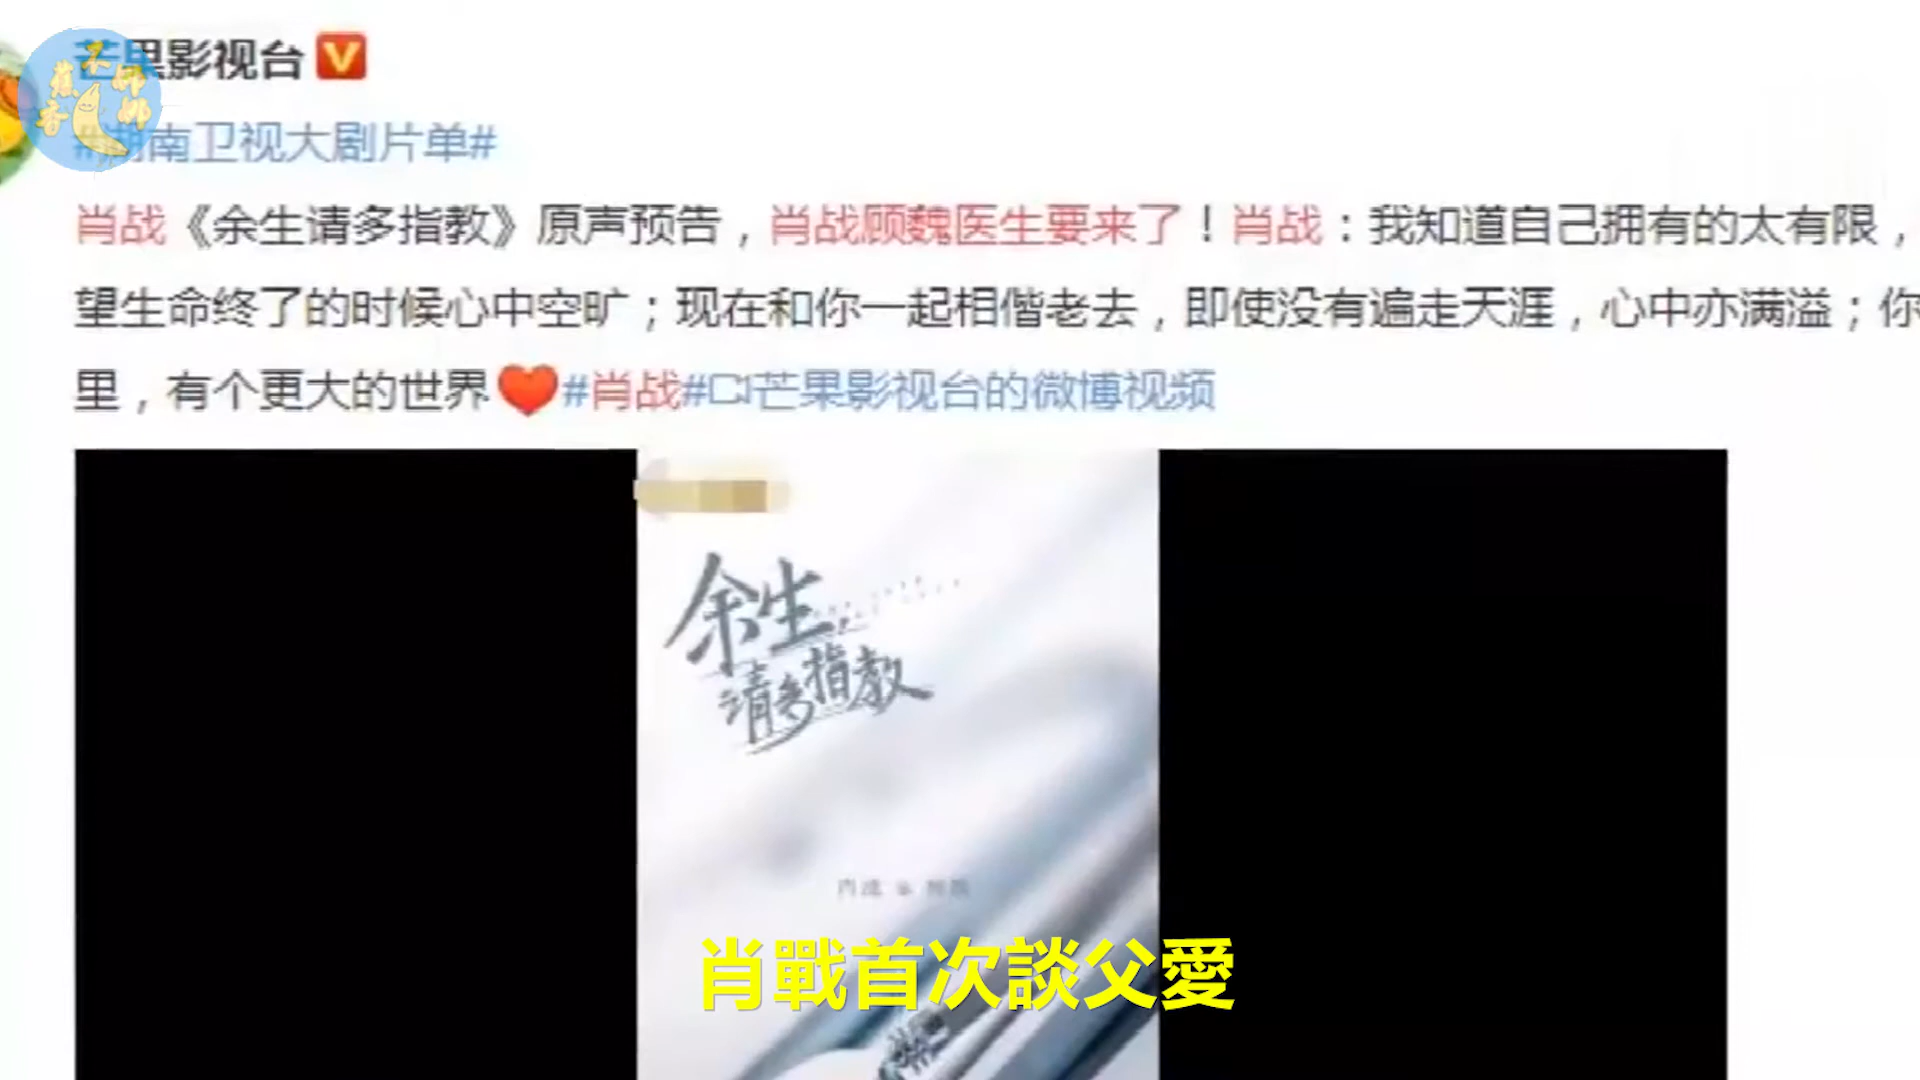 芒果影视台
蕉不娜
香 娜
#湖南卫视大剧片单#
肖战《余生请多指教》原声预告，肖战顾魏医生要来了！肖战：我知道自己拥有的太有限，
望生命终了的时候心中空旷；现在和你一起相偕老去，即使没有遍走天涯，心中亦满溢；你
里，有个更大的世界❤#肖战#芒果影视台的微博视频
余生，
请多指教
肖戰首次談父愛